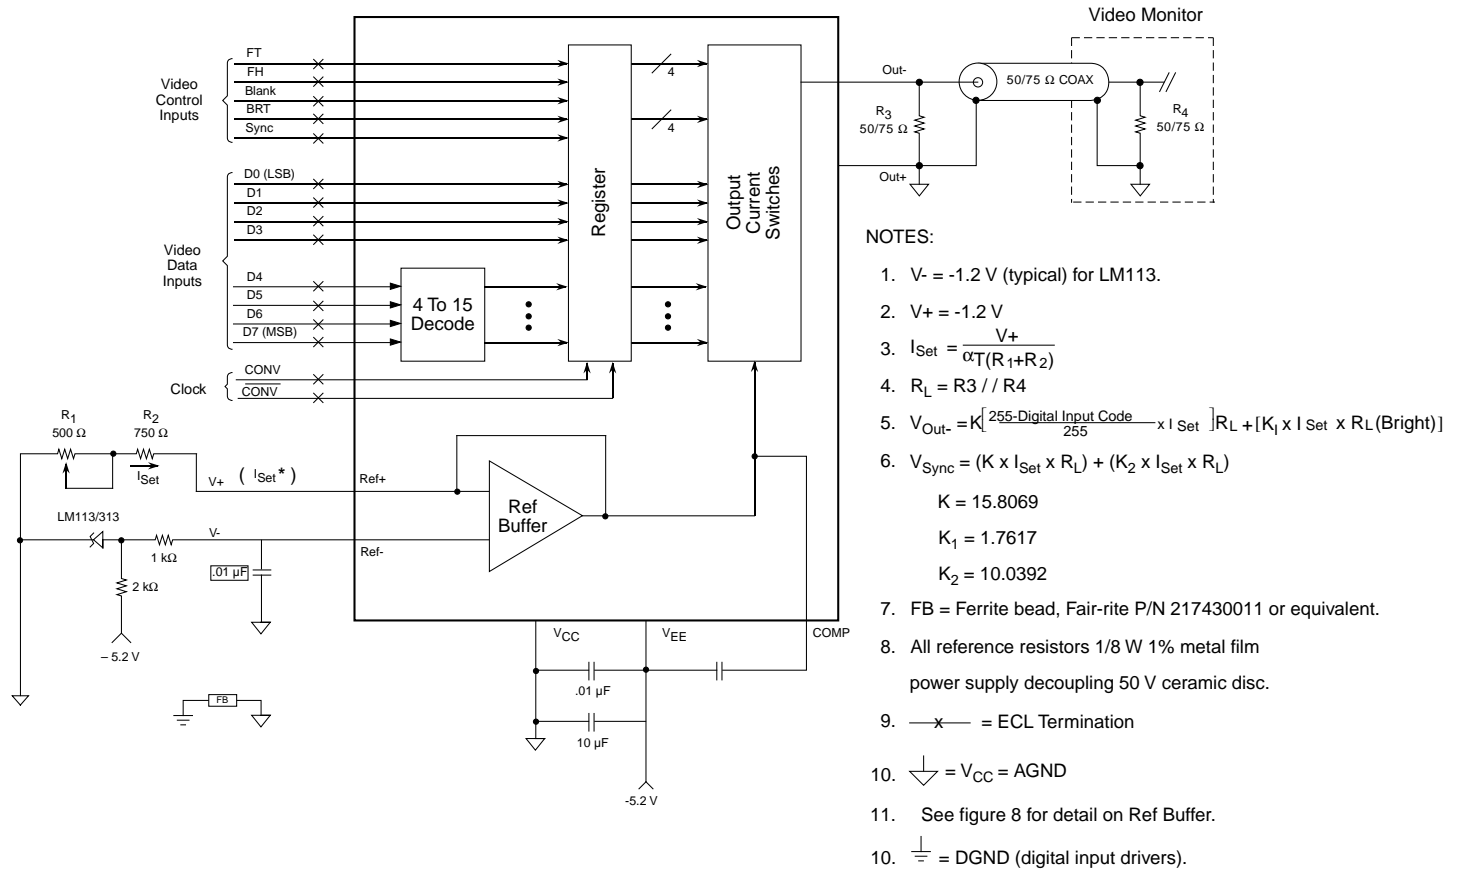 Video Monitor
FT
FH
Blank
BRT
Sync
Video
Control
Inputs
D0 (LSB)
D1
D2
D3
D4
D5
D6
D7 (MSB)
Video
Data
Inputs
4 To 15
Decode
CONV
CONV
Clock
Register
4
4
Output
Current
Switches
Out-
Out+
R3
50/75 Ω
50/75 Ω COAX
R4
50/75 Ω
R1
500 Ω
R2
750 Ω
ISet
V+
( ISet* )
Ref+
LM113/313
V-
1 kΩ
2 kΩ
.01 µF
Ref-
Ref
Buffer
– 5.2 V
FB
VCC
VEE
COMP
.01 µF
10 µF
-5.2 V
NOTES:
1. V- = -1.2 V (typical) for LM113.
2. V+ = -1.2 V
3. ISet = V+ / αT(R1+R2)
4. RL = R3 / / R4
5. VOut- = K[ 255-Digital Input Code / 255 x I Set ]RL + [KI x I Set x RL(Bright)]
6. VSync = (K x ISet x RL) + (K2 x ISet x RL)
K = 15.8069
K1 = 1.7617
K2 = 10.0392
7. FB = Ferrite bead, Fair-rite P/N 217430011 or equivalent.
8. All reference resistors 1/8 W 1% metal film
power supply decoupling 50 V ceramic disc.
9. x = ECL Termination
10. = VCC = AGND
11. See figure 8 for detail on Ref Buffer.
10. = DGND (digital input drivers).